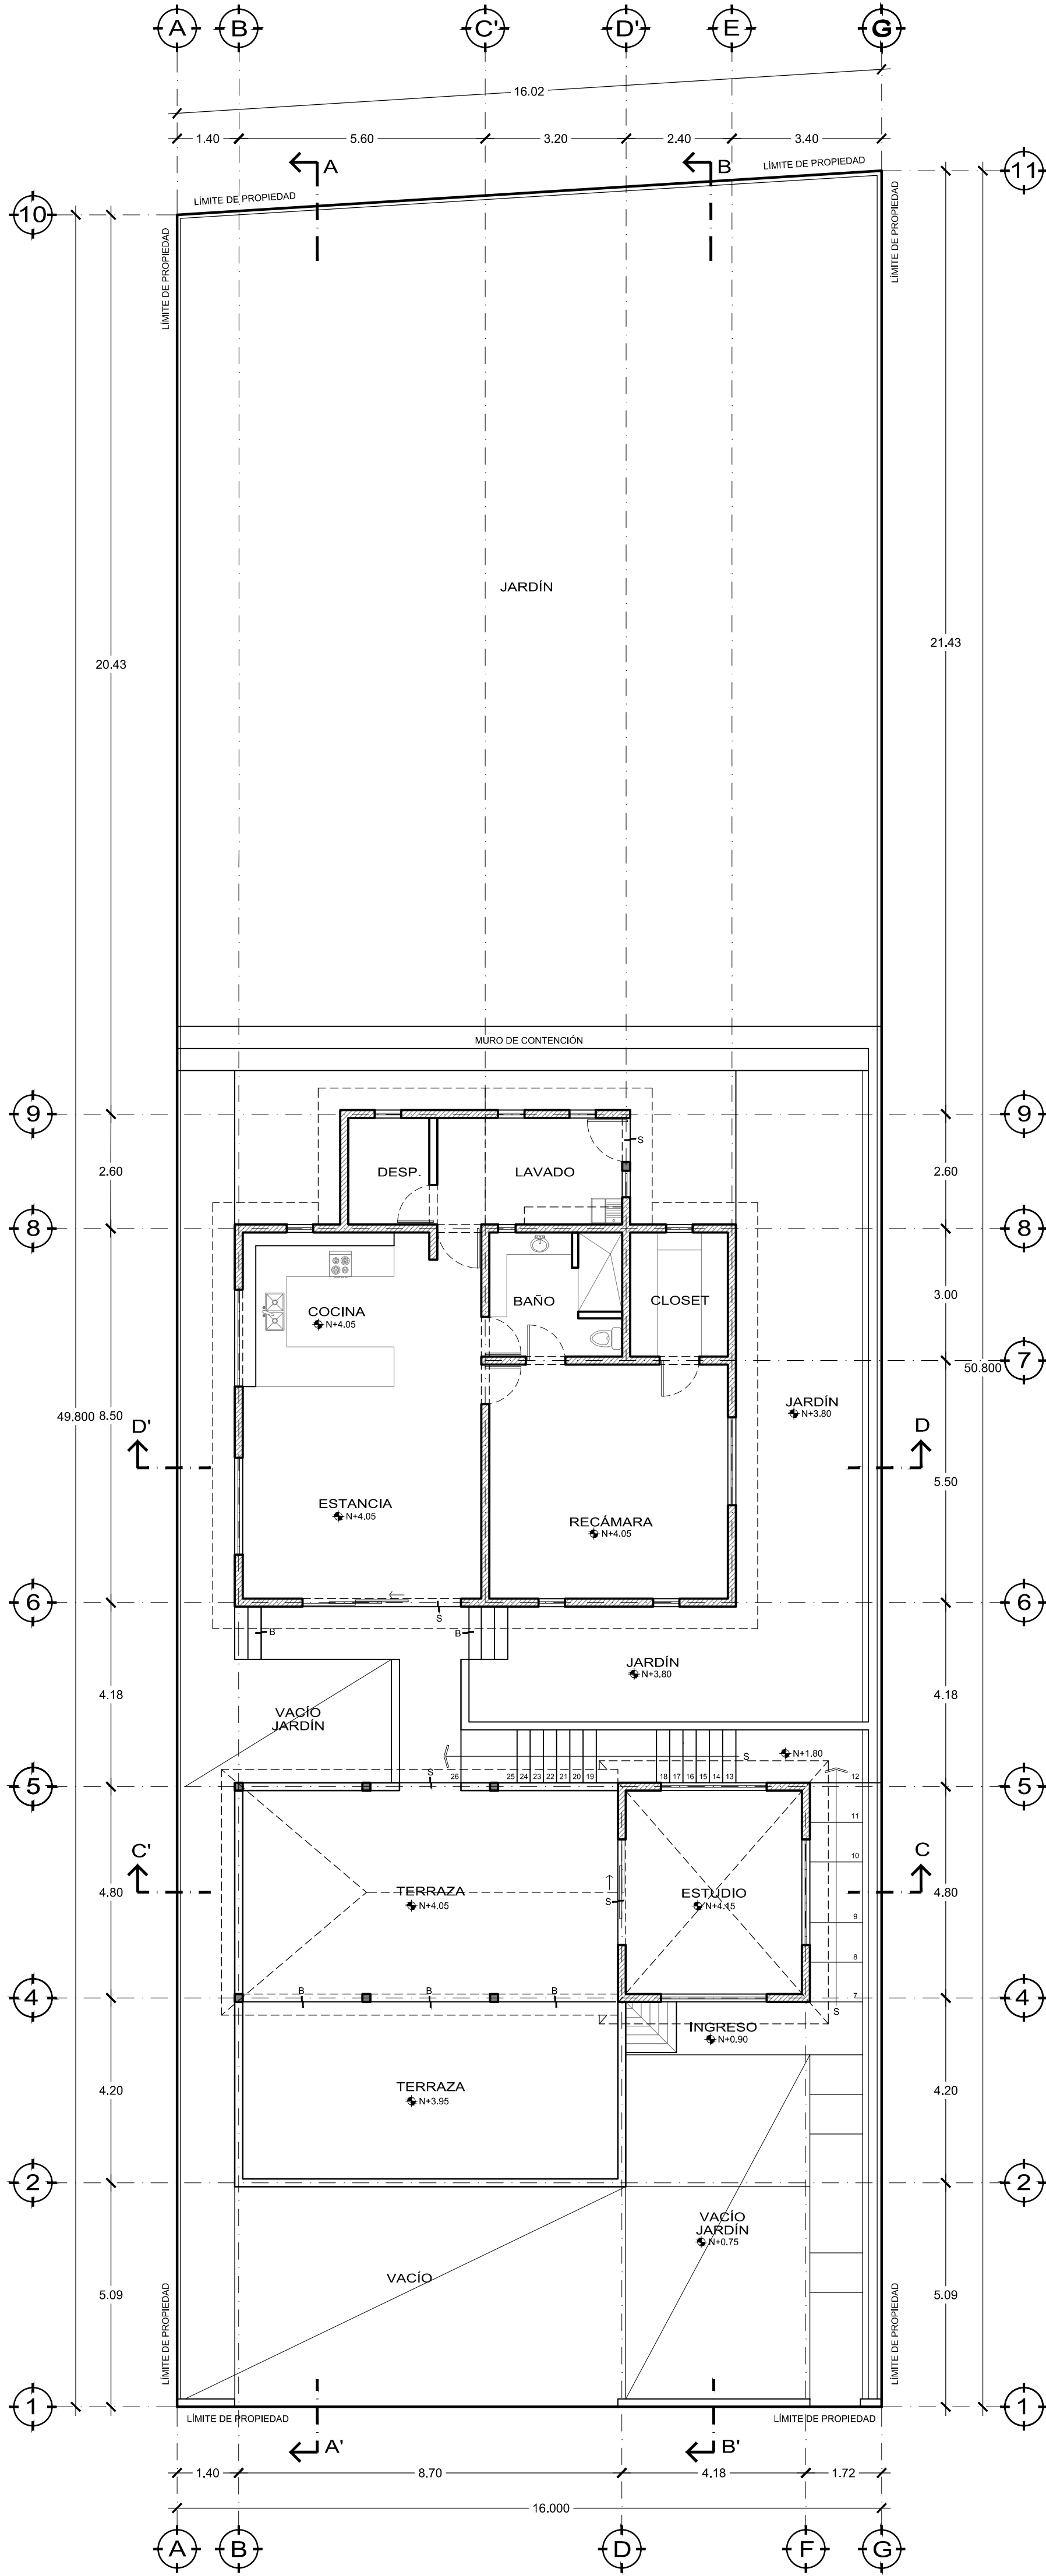 A B C' D' E G
16.02
1.40 5.60 3.20 2.40 3.40
A B
LÍMITE DE PROPIEDAD
LÍMITE DE PROPIEDAD
11
10
LÍMITE DE PROPIEDAD
LÍMITE DE PROPIEDAD
JARDÍN
20.43
21.43
MURO DE CONTENCIÓN
9 9
S
2.60 DESP. LAVADO 2.60
8 8
3.00
BAÑO CLOSET
COCINA
N+4.05
7
50.800
JARDÍN
N+3.80
49.800 8.50
D' D
5.50
ESTANCIA
N+4.05
RECÁMARA
N+4.05
6 6
S
B B
JARDÍN
N+3.80
4.18 4.18
VACÍO
JARDÍN
N+1.80
S
S
26 25 24 23 22 21 20 19 18 17 16 15 14 13 12
5 5
11
C' C
10
4.80 TERRAZA ESTUDIO 4.80
N+4.05 S N+4.15
9
8
B B B
7
4 4
S
INGRESO
N+0.90
TERRAZA
N+3.95
4.20 4.20
2 2
VACÍO
JARDÍN
N+0.75
VACÍO
5.09 5.09
LÍMITE DE PROPIEDAD
LÍMITE DE PROPIEDAD
1 1
LÍMITE DE PROPIEDAD LÍMITE DE PROPIEDAD
A' B'
1.40 8.70 4.18 1.72
16.000
A B D F G